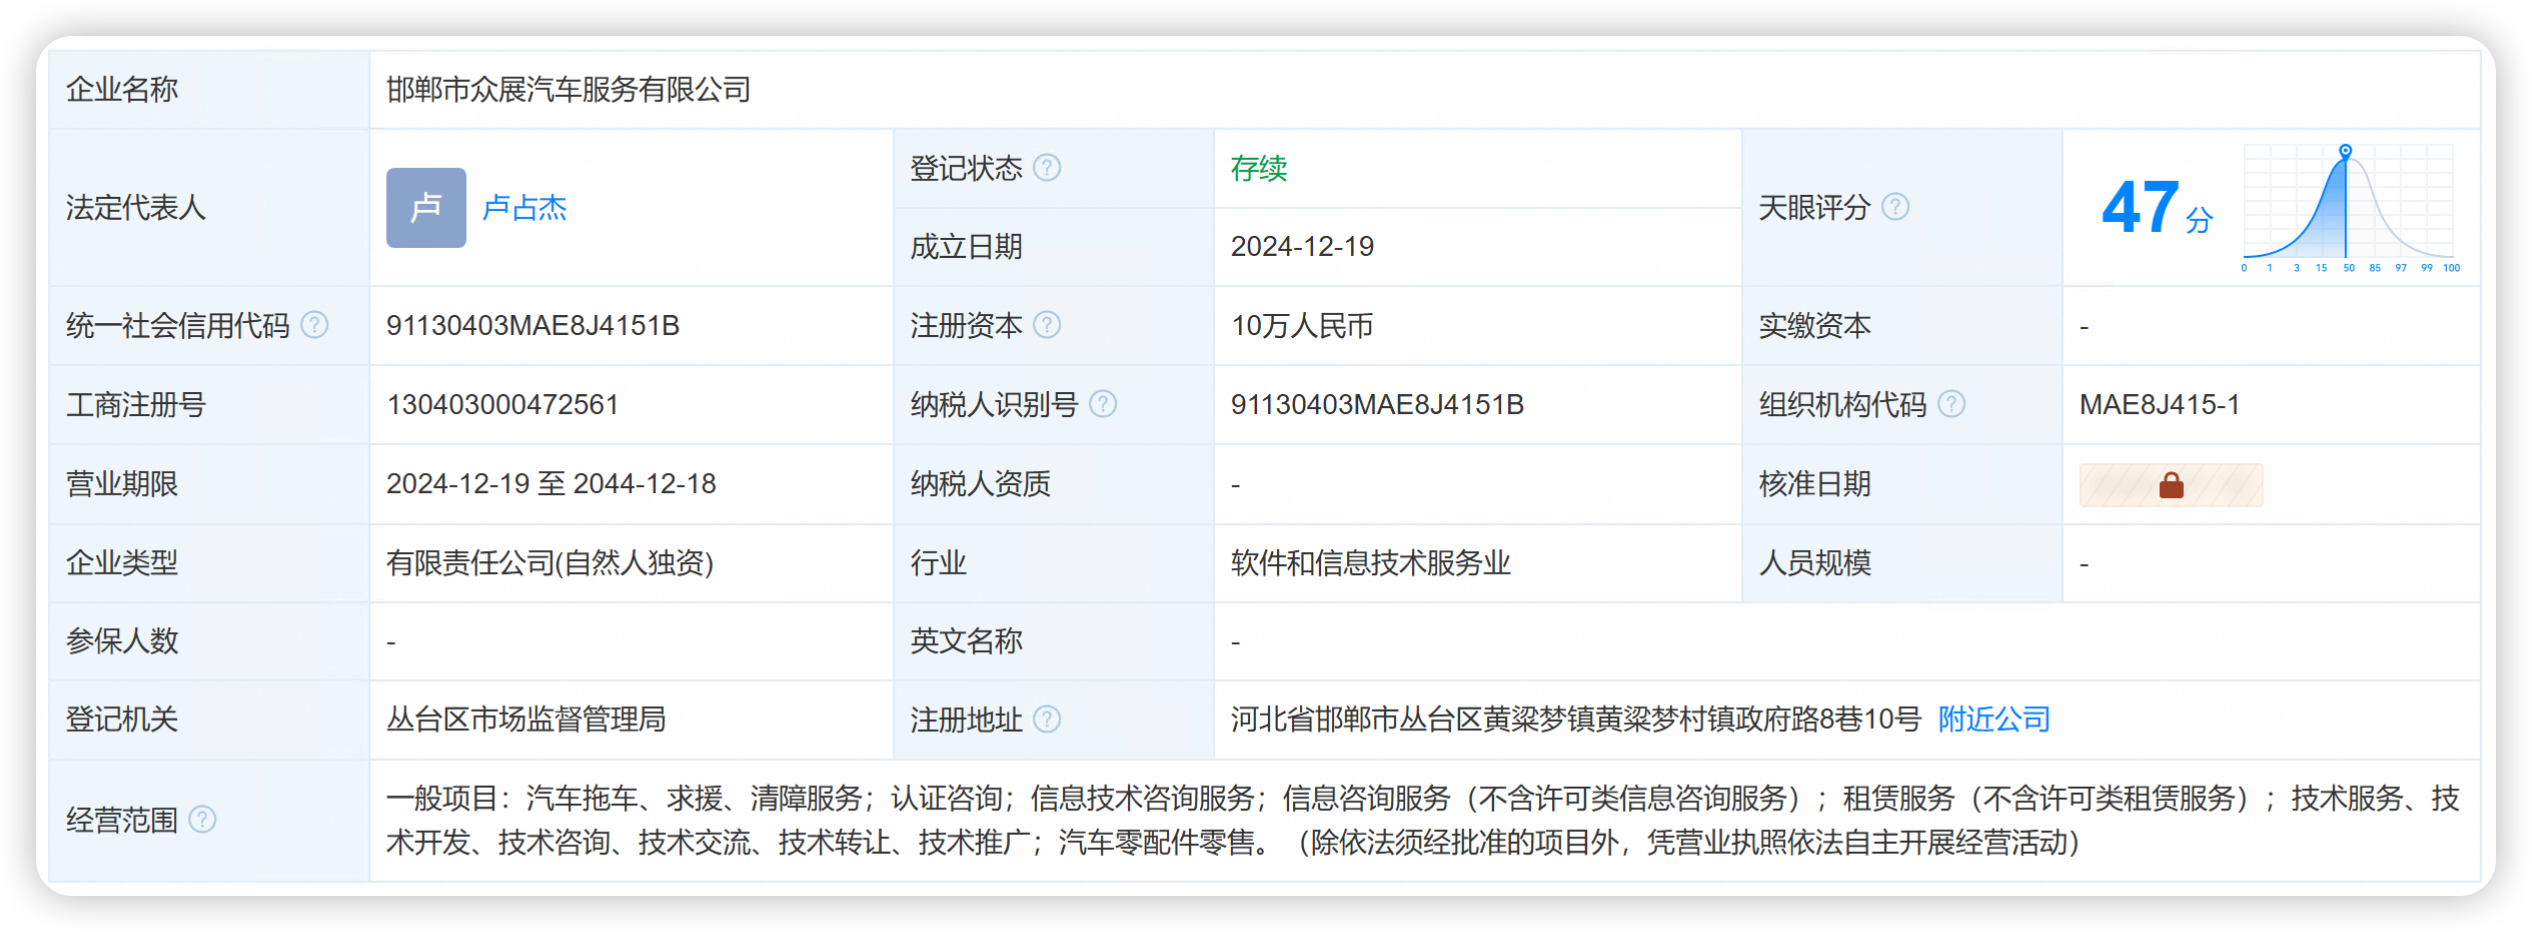 企业名称 邯郸市众展汽车服务有限公司
法定代表人 卢 卢占杰 登记状态 ? 存续 天眼评分 ? 47分
成立日期 2024-12-19
0 1 3 15 50 85 97 99 100
统一社会信用代码 ? 91130403MAE8J4151B 注册资本 ? 10万人民币 实缴资本 -
工商注册号 130403000472561 纳税人识别号 ? 91130403MAE8J4151B 组织机构代码 ? MAE8J415-1
营业期限 2024-12-19 至 2044-12-18 纳税人资质 - 核准日期
企业类型 有限责任公司(自然人独资) 行业 软件和信息技术服务业 人员规模 -
参保人数 - 英文名称 -
登记机关 丛台区市场监督管理局 注册地址 ? 河北省邯郸市丛台区黄粱梦镇黄粱梦村镇政府路8巷10号 附近公司
经营范围 ? 一般项目：汽车拖车、求援、清障服务；认证咨询；信息技术咨询服务；信息咨询服务（不含许可类信息咨询服务）；租赁服务（不含许可类租赁服务）；技术服务、技
术开发、技术咨询、技术交流、技术转让、技术推广；汽车零配件零售。（除依法须经批准的项目外，凭营业执照依法自主开展经营活动）